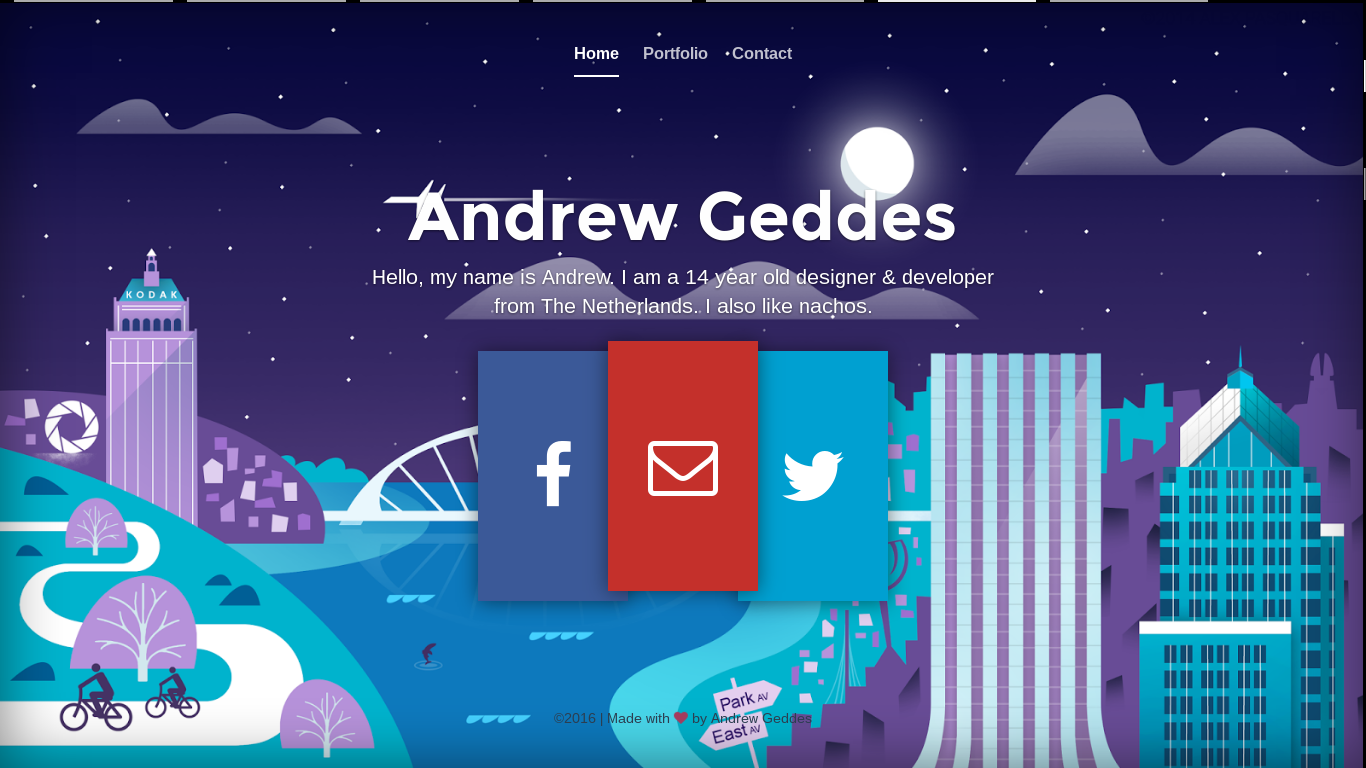 Home Portfolio Contact
Andrew Geddes
Hello, my name is Andrew. I am a 14 year old designer & developer
from The Netherlands. I also like nachos.
KODAK
Park AV
©2016 | Made with ❤ by Andrew Geddes
East AV